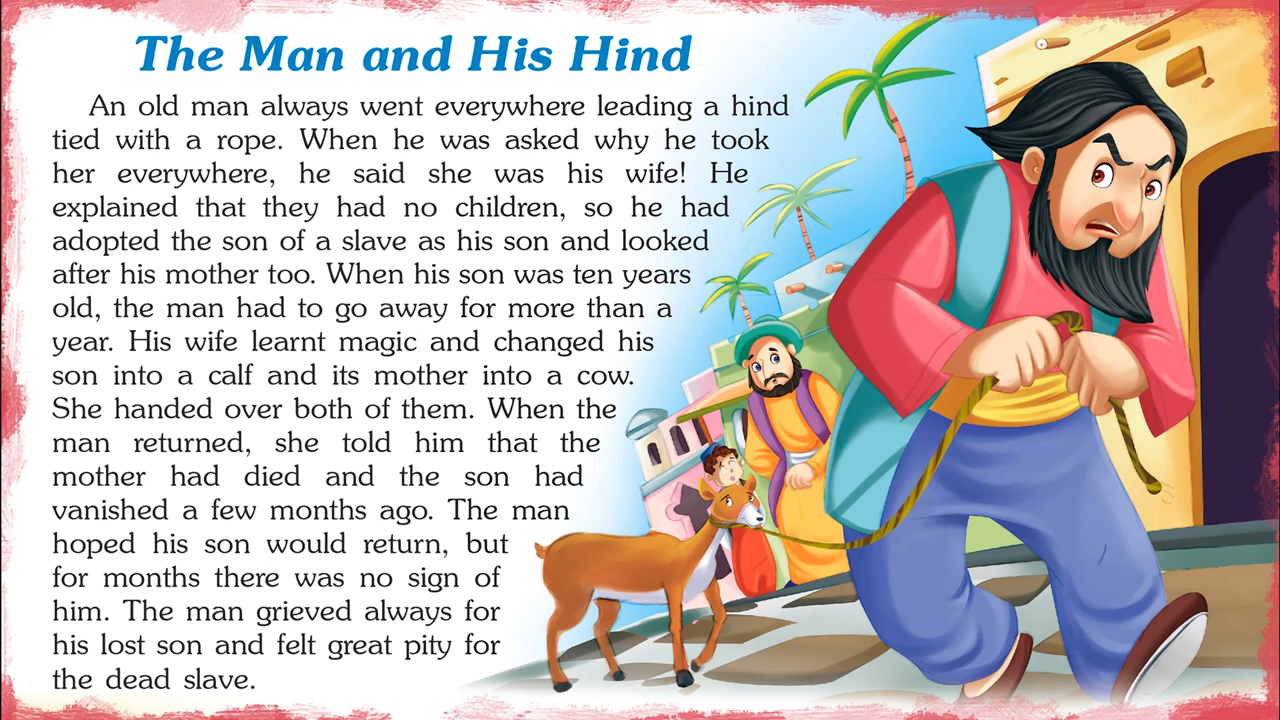 The Man and His Hind
An old man always went everywhere leading a hind
tied with a rope. When he was asked why he took
her everywhere, he said she was his wife! He
explained that they had no children, so he had
adopted the son of a slave as his son and looked
after his mother too. When his son was ten years
old, the man had to go away for more than a
year. His wife learnt magic and changed his
son into a calf and its mother into a cow.
She handed over both of them. When the
man returned, she told him that the
mother had died and the son had
vanished a few months ago. The man
hoped his son would return, but
for months there was no sign of
him. The man grieved always for
his lost son and felt great pity for
the dead slave.